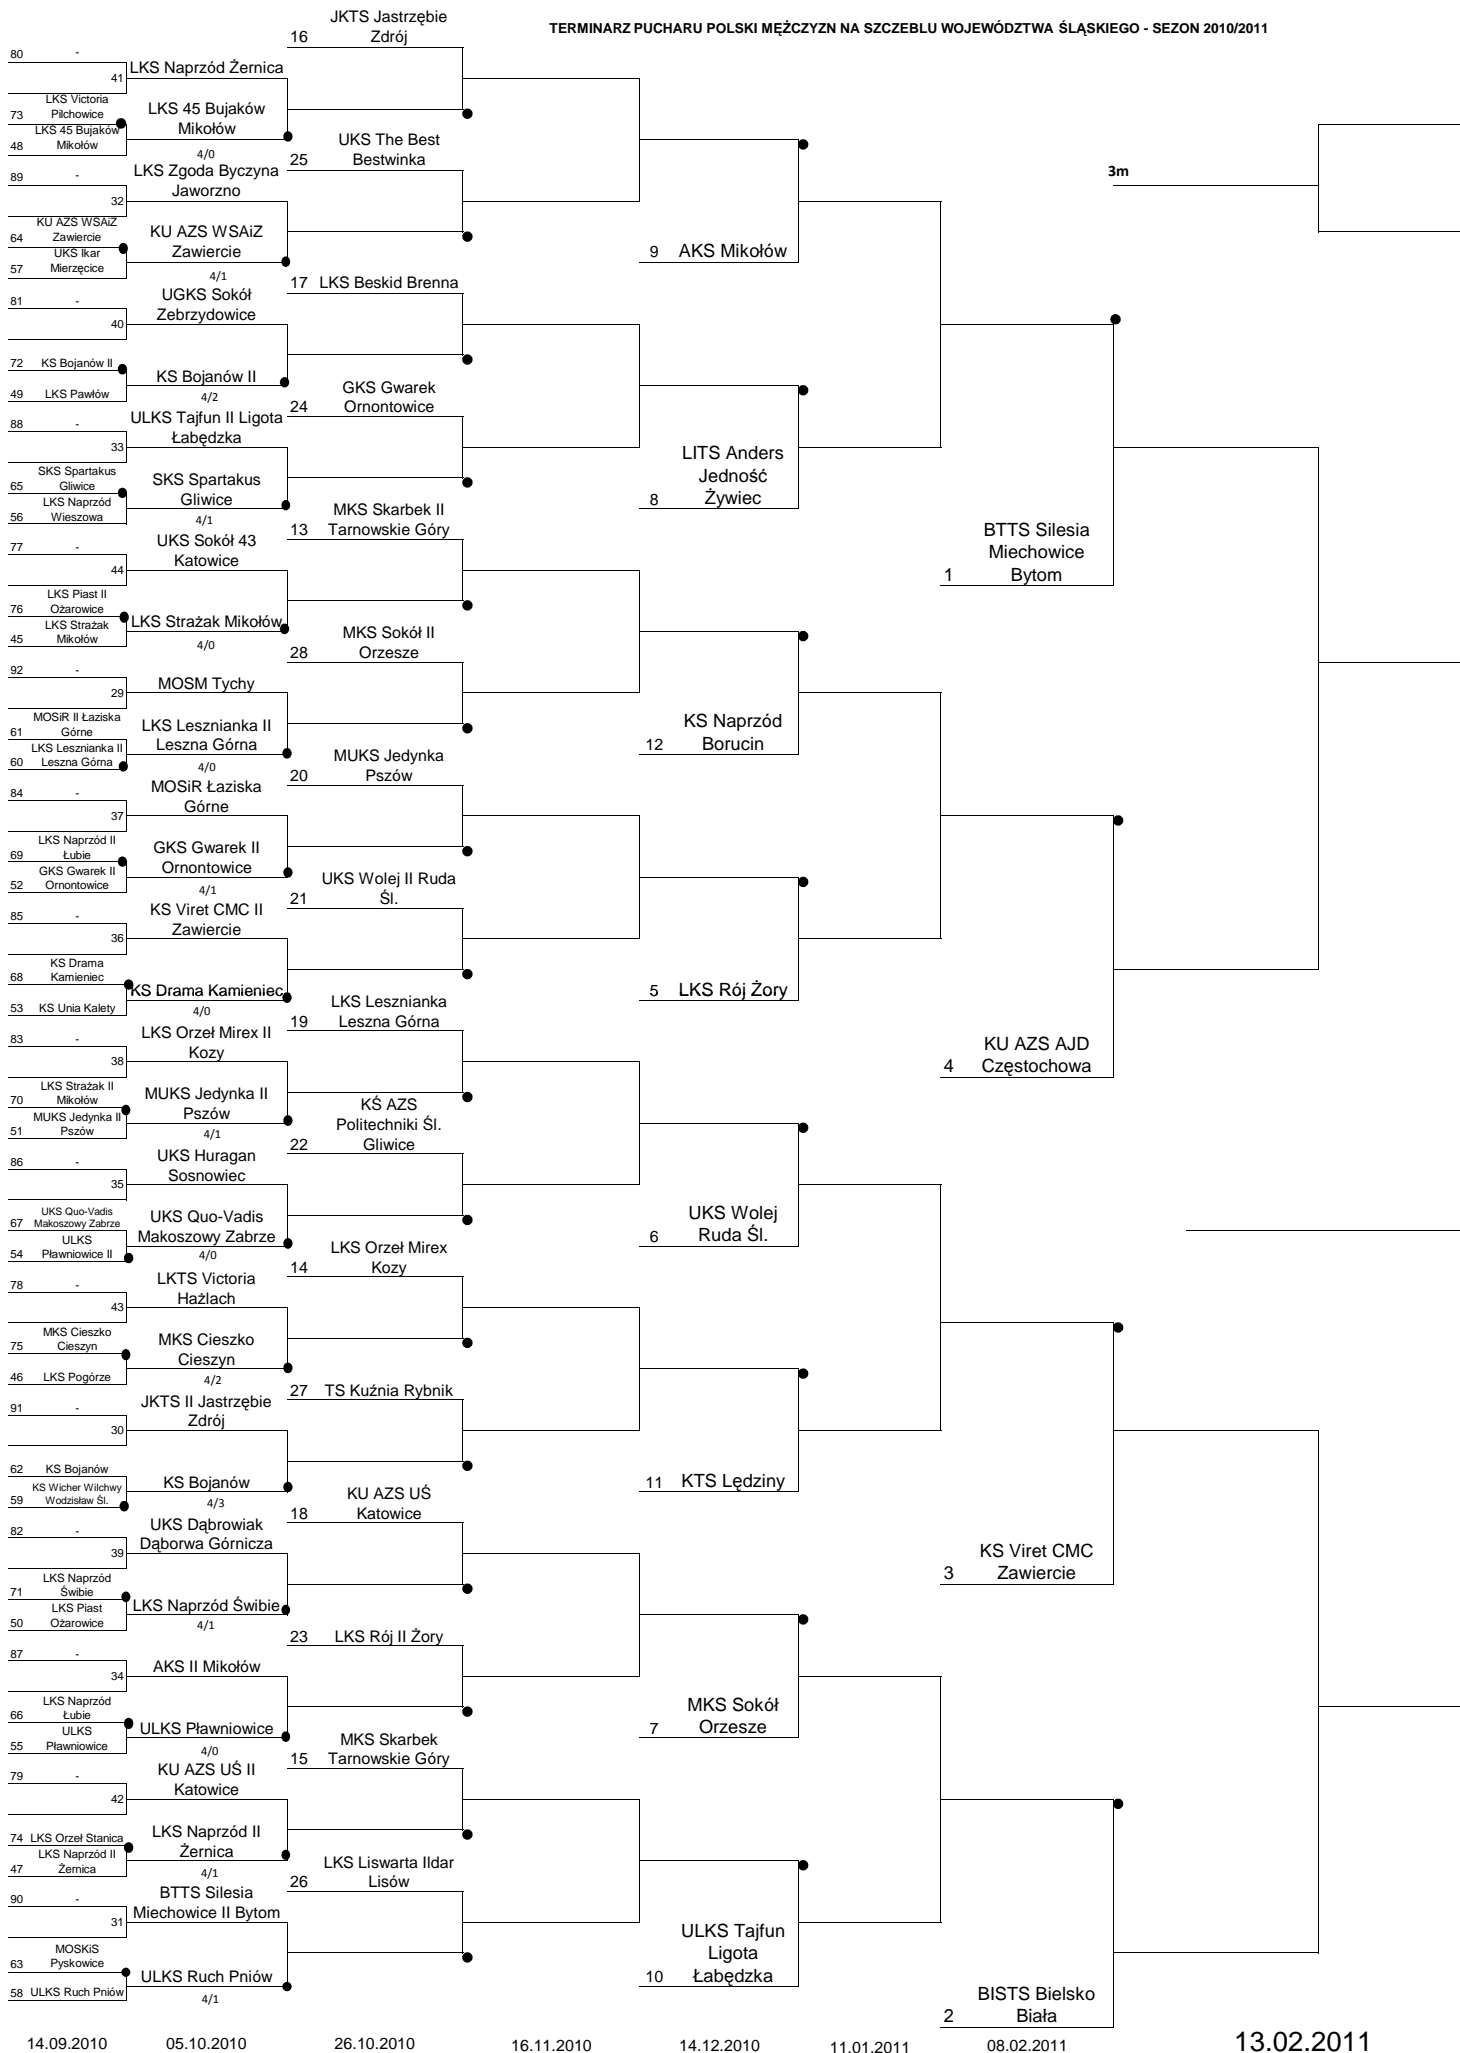 TERMINARZ PUCHARU POLSKI MĘŻCZYZN NA SZCZEBLU WOJEWÓDZTWA ŚLĄSKIEGO - SEZON 2010/2011
JKTS Jastrzębie
16 Zdrój
80 -
41 LKS Naprzód Żernica
LKS Victoria
73 Pilchowice
LKS 45 Bujaków
Mikołów
LKS 45 Bujaków
48 Mikołów
4/0
UKS The Best
25 Bestwinka
3m
89 -
LKS Zgoda Byczyna
Jaworzno
32
KU AZS WSAiZ
64 Zawiercie
KU AZS WSAiZ
Zawiercie
UKS Ikar
57 Mierzęcice
4/1
9 AKS Mikołów
17 LKS Beskid Brenna
81 -
UGKS Sokół
Zebrzydowice
40
72 KS Bojanów II
KS Bojanów II
49 LKS Pawłów
4/2
GKS Gwarek
24 Ornontowice
88 -
ULKS Tajfun II Ligota
Łabędzka
33
SKS Spartakus
65 Gliwice
SKS Spartakus
Gliwice
LKS Naprzód
56 Wieszowa
4/1
LITS Anders
Jedność
8 Żywiec
MKS Skarbek II
13 Tarnowskie Góry
77 -
UKS Sokół 43
Katowice
44
BTTS Silesia
Miechowice
1 Bytom
LKS Piast II
76 Ożarowice
LKS Strażak Mikołów
LKS Strażak
45 Mikołów
4/0
MKS Sokół II
28 Orzesze
92 -
29 MOSM Tychy
MOSiR II Łaziska
61 Górne
LKS Lesznianka II
Leszna Górna
LKS Lesznianka II
60 Leszna Górna
4/0
KS Naprzód
12 Borucin
MUKS Jedynka
20 Pszów
84 -
MOSiR Łaziska
Górne
37
LKS Naprzód II
69 Łubie
GKS Gwarek II
Ornontowice
GKS Gwarek II
52 Ornontowice
4/1
UKS Wolej II Ruda
21 Śl.
85 -
KS Viret CMC II
Zawiercie
36
KS Drama
68 Kamieniec
KS Drama Kamieniec
53 KS Unia Kalety
4/0
5 LKS Rój Żory
LKS Lesznianka
19 Leszna Górna
83 -
LKS Orzeł Mirex II
Kozy
38
KU AZS AJD
4 Częstochowa
LKS Strażak II
70 Mikołów
MUKS Jedynka II
Pszów
MUKS Jedynka II
51 Pszów
4/1
KŚ AZS
Politechniki Śl.
22 Gliwice
86 -
UKS Huragan
Sosnowiec
35
UKS Quo-Vadis
67 Makoszowy Zabrze
UKS Quo-Vadis
Makoszowy Zabrze
ULKS
54 Pławniowice II
4/0
UKS Wolej
6 Ruda Śl.
LKS Orzeł Mirex
14 Kozy
78 -
LKTS Victoria
Hażlach
43
MKS Cieszko
75 Cieszyn
MKS Cieszko
Cieszyn
46 LKS Pogórze
4/2
27 TS Kuźnia Rybnik
91 -
JKTS II Jastrzębie
Zdrój
30
62 KS Bojanów
KS Bojanów
KS Wicher Wilchwy
59 Wodzisław Śl.
4/3
11 KTS Lędziny
KU AZS UŚ
18 Katowice
82 -
UKS Dąbrowiak
Dąborwa Górnicza
39
KS Viret CMC
3 Zawiercie
LKS Naprzód
71 Świbie
LKS Naprzód Świbie
LKS Piast
50 Ożarowice
4/1
23 LKS Rój II Żory
87 -
AKS II Mikołów
34
LKS Naprzód
66 Łubie
ULKS Pławniowice
ULKS
55 Pławniowice
4/0
MKS Sokół
7 Orzesze
MKS Skarbek
15 Tarnowskie Góry
79 -
KU AZS UŚ II
Katowice
42
74 LKS Orzeł Stanica
LKS Naprzód II
Żernica
LKS Naprzód II
47 Żernica
4/1
LKS Liswarta Ildar
26 Lisów
90 -
BTTS Silesia
Miechowice II Bytom
31
MOSKiS
63 Pyskowice
ULKS Ruch Pniów
58 ULKS Ruch Pniów
4/1
ULKS Tajfun
Ligota
10 Łabędzka
BISTS Bielsko
2 Biała
14.09.2010 05.10.2010 26.10.2010 16.11.2010 14.12.2010 11.01.2011 08.02.2011 13.02.2011